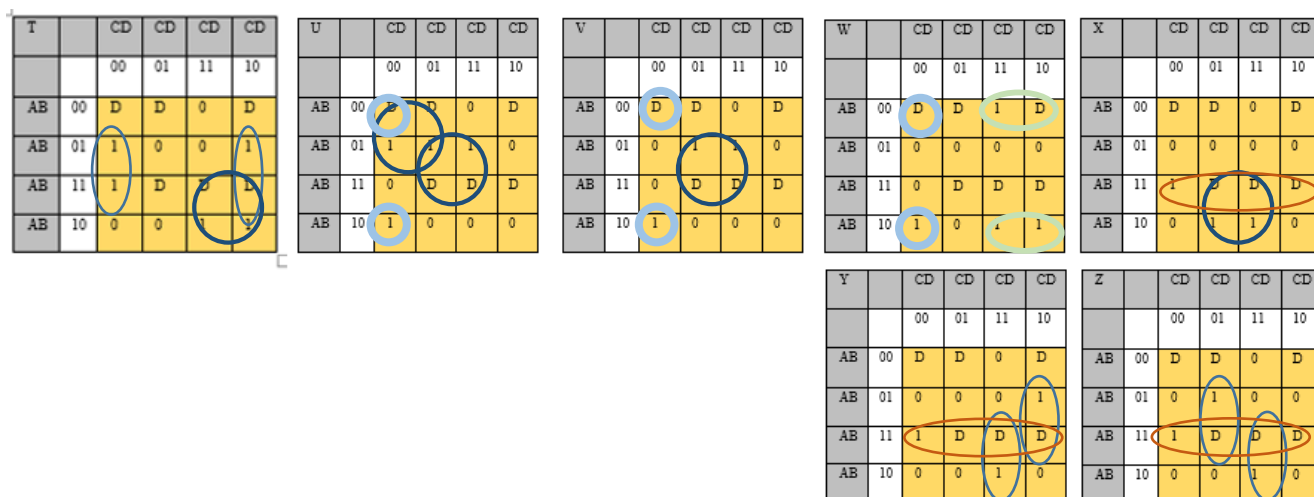 T CD CD CD CD
00 01 11 10
AB 00 D D 0 D
AB 01 1 0 0 1
AB 11 1 D D D
AB 10 0 0 1 1
U CD CD CD CD
00 01 11 10
AB 00 D D 0 D
AB 01 1 1 1 0
AB 11 0 D D D
AB 10 1 0 0 0
V CD CD CD CD
00 01 11 10
AB 00 D D 0 D
AB 01 0 1 1 0
AB 11 0 D D D
AB 10 1 0 0 0
W CD CD CD CD
00 01 11 10
AB 00 D D 1 D
AB 01 0 0 0 0
AB 11 0 D D D
AB 10 1 0 1 1
X CD CD CD CD
00 01 11 10
AB 00 D D 0 D
AB 01 0 0 0 0
AB 11 1 D D D
AB 10 0 1 1 0
Y CD CD CD CD
00 01 11 10
AB 00 D D 0 D
AB 01 0 0 0 1
AB 11 1 D D D
AB 10 0 0 1 0
Z CD CD CD CD
00 01 11 10
AB 00 D D 0 D
AB 01 0 1 0 0
AB 11 1 D D D
AB 10 0 0 1 0